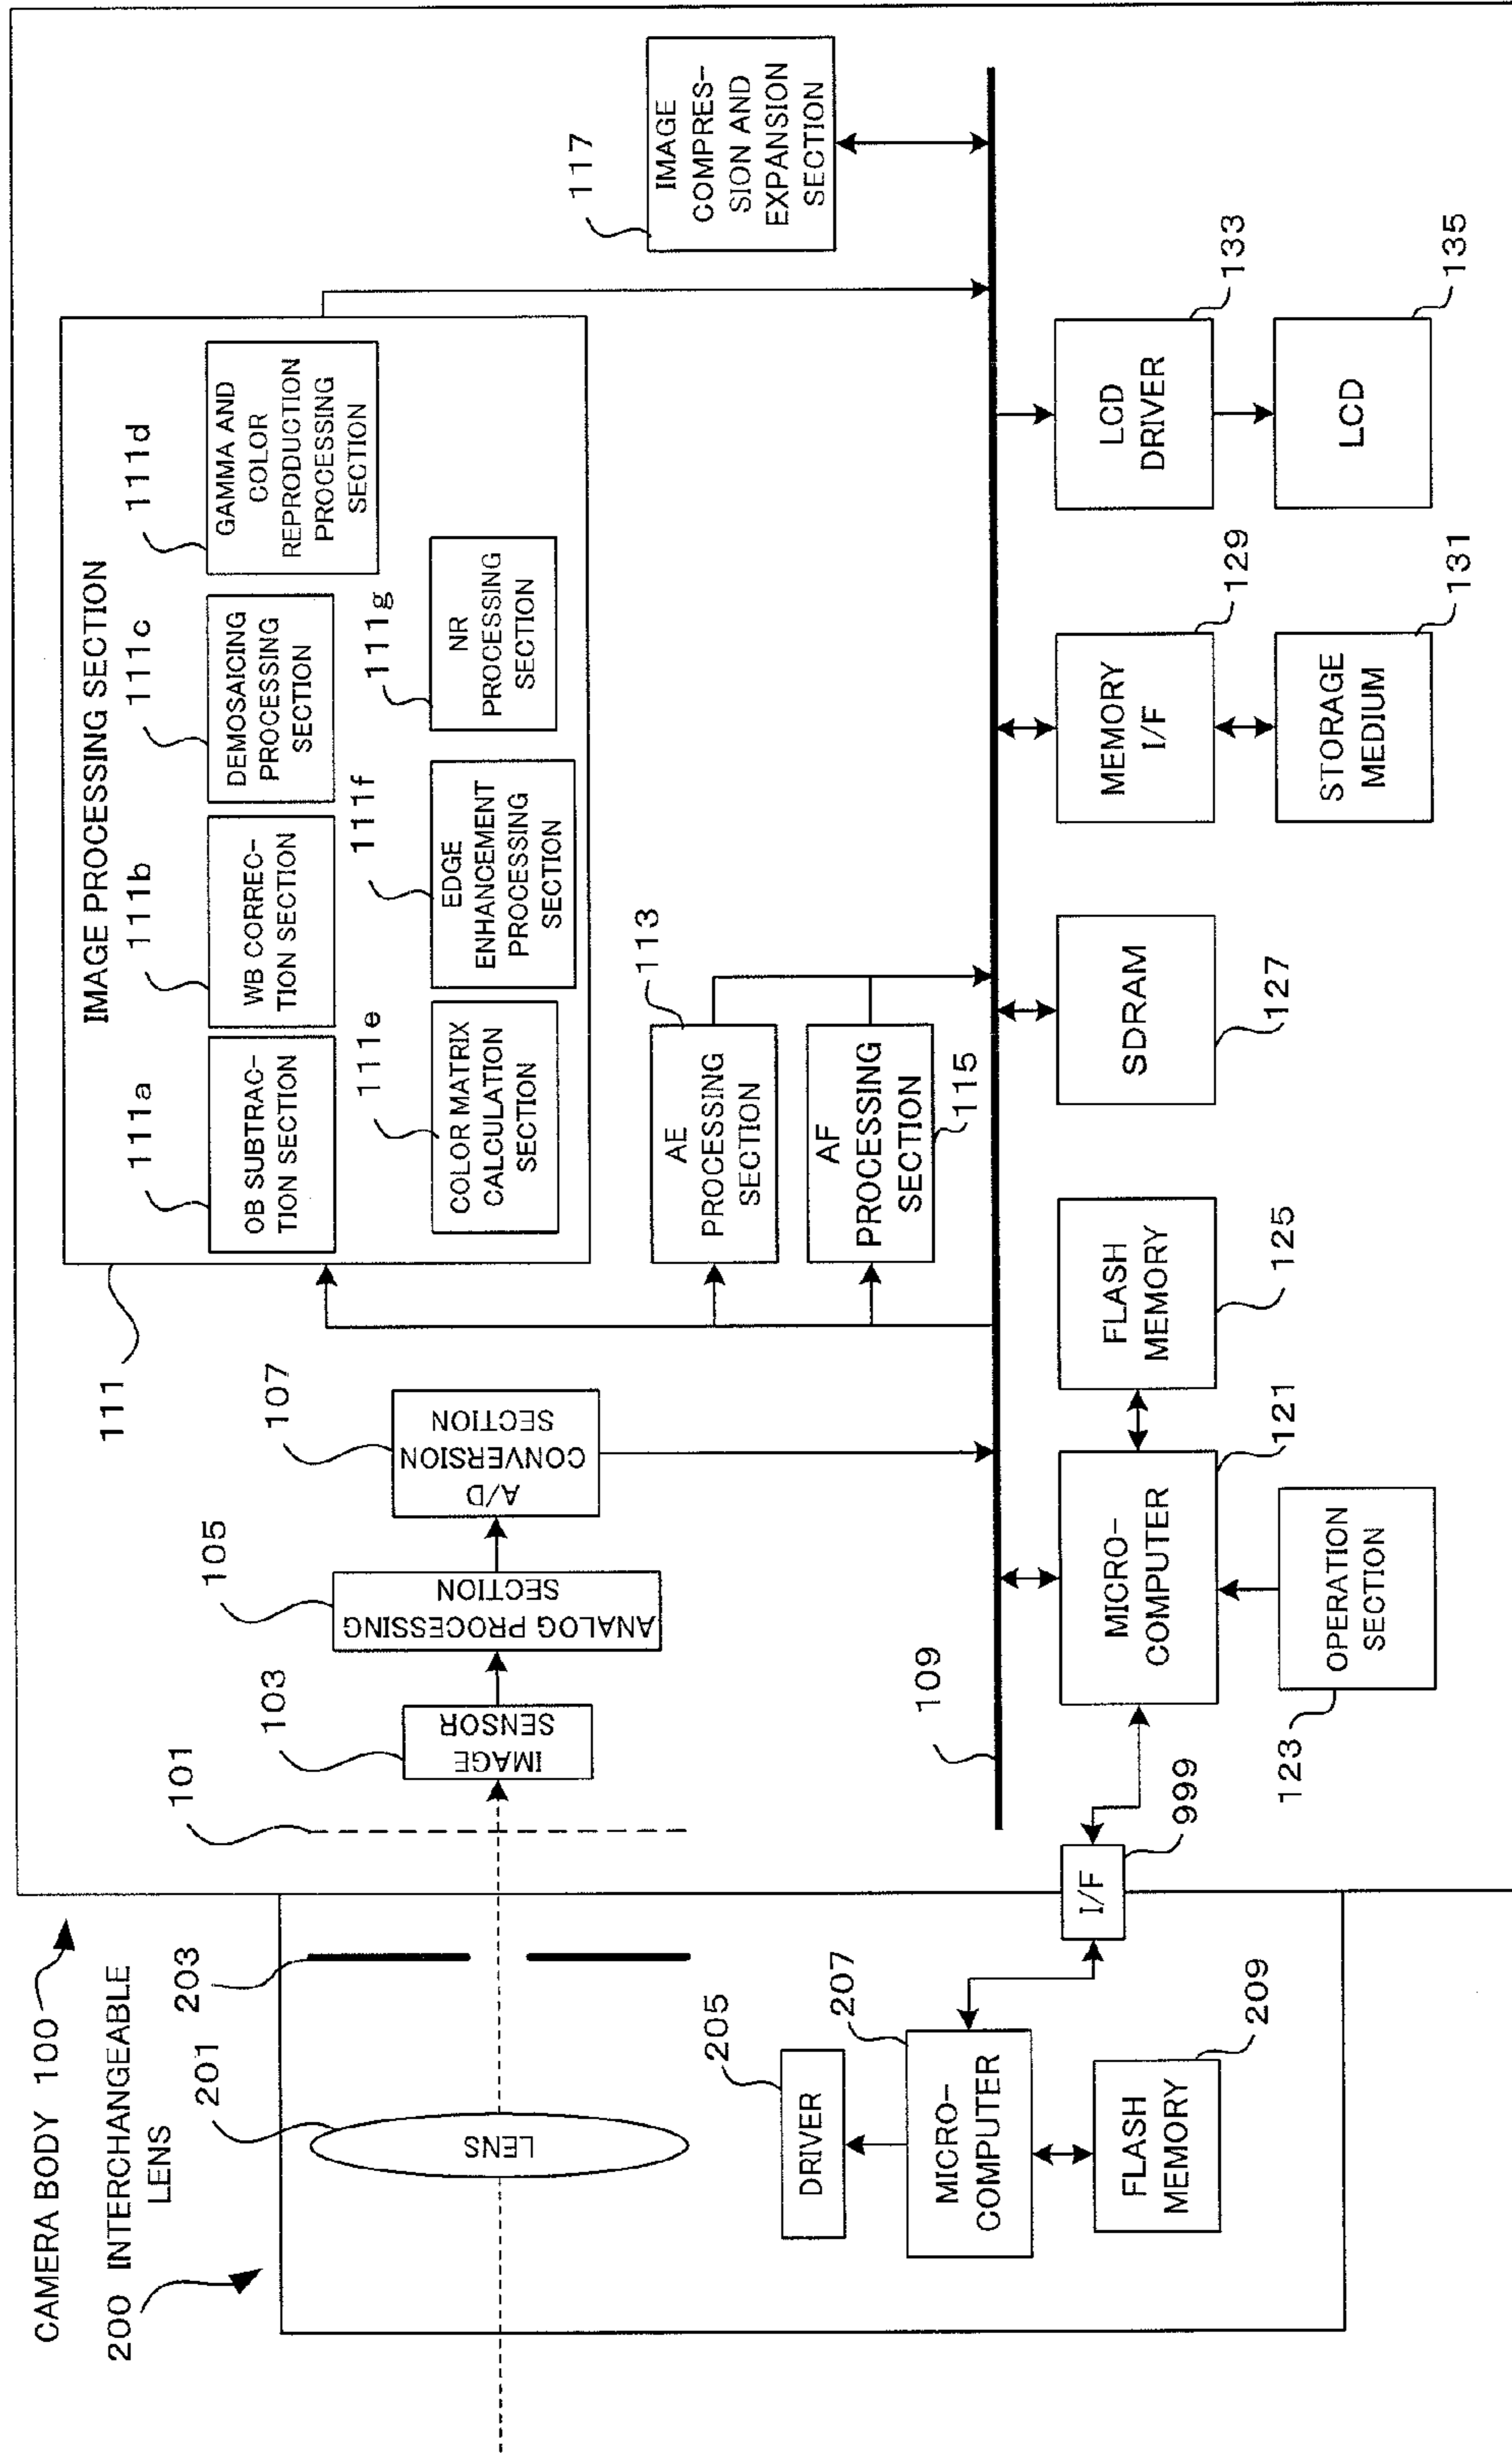 CAMERA BODY 100
200 INTERCHANGEABLE
LENS
201
LENS
203
205
DRIVER
207
MICRO-
COMPUTER
209
FLASH
MEMORY
I/F
999
101
103
IMAGE
SENSOR
105
ANALOG PROCESSING
SECTION
107
A/D
CONVERSION
SECTION
109
111
IMAGE PROCESSING SECTION
111a
OB SUBTRAC-
TION SECTION
111b
WB CORREC-
TION SECTION
111c
DEMOSAICING
PROCESSING
SECTION
111d
GAMMA AND
COLOR
REPRODUCTION
PROCESSING
SECTION
111e
COLOR MATRIX
CALCULATION
SECTION
111f
EDGE
ENHANCEMENT
PROCESSING
SECTION
111g
NR
PROCESSING
SECTION
113
AE
PROCESSING
SECTION
AF
PROCESSING
SECTION
115
117
IMAGE
COMPRES-
SION AND
EXPANSION
SECTION
MICRO-
COMPUTER
121
OPERATION
SECTION
123
FLASH
MEMORY
125
SDRAM
127
MEMORY
I/F
129
STORAGE
MEDIUM
131
LCD
DRIVER
133
LCD
135